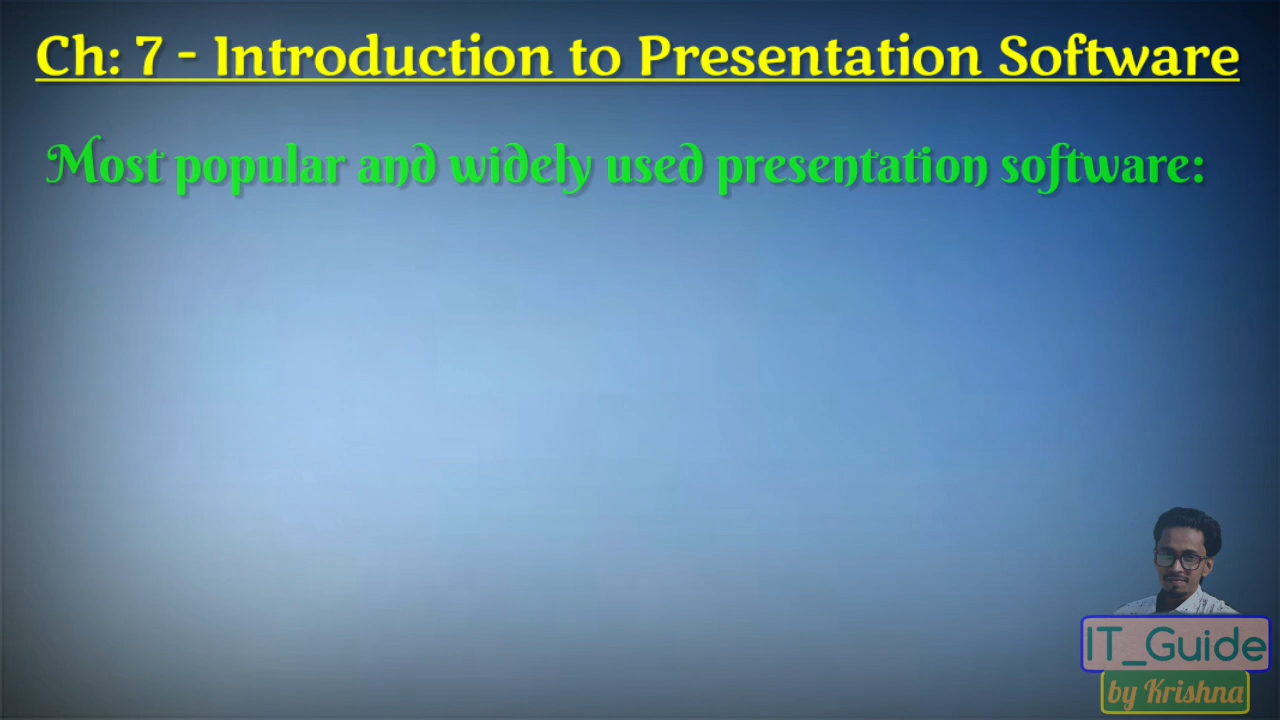 Ch: 7 - Introduction to Presentation Software
Most popular and widely used presentation software:
IT_Guide
by Krishna